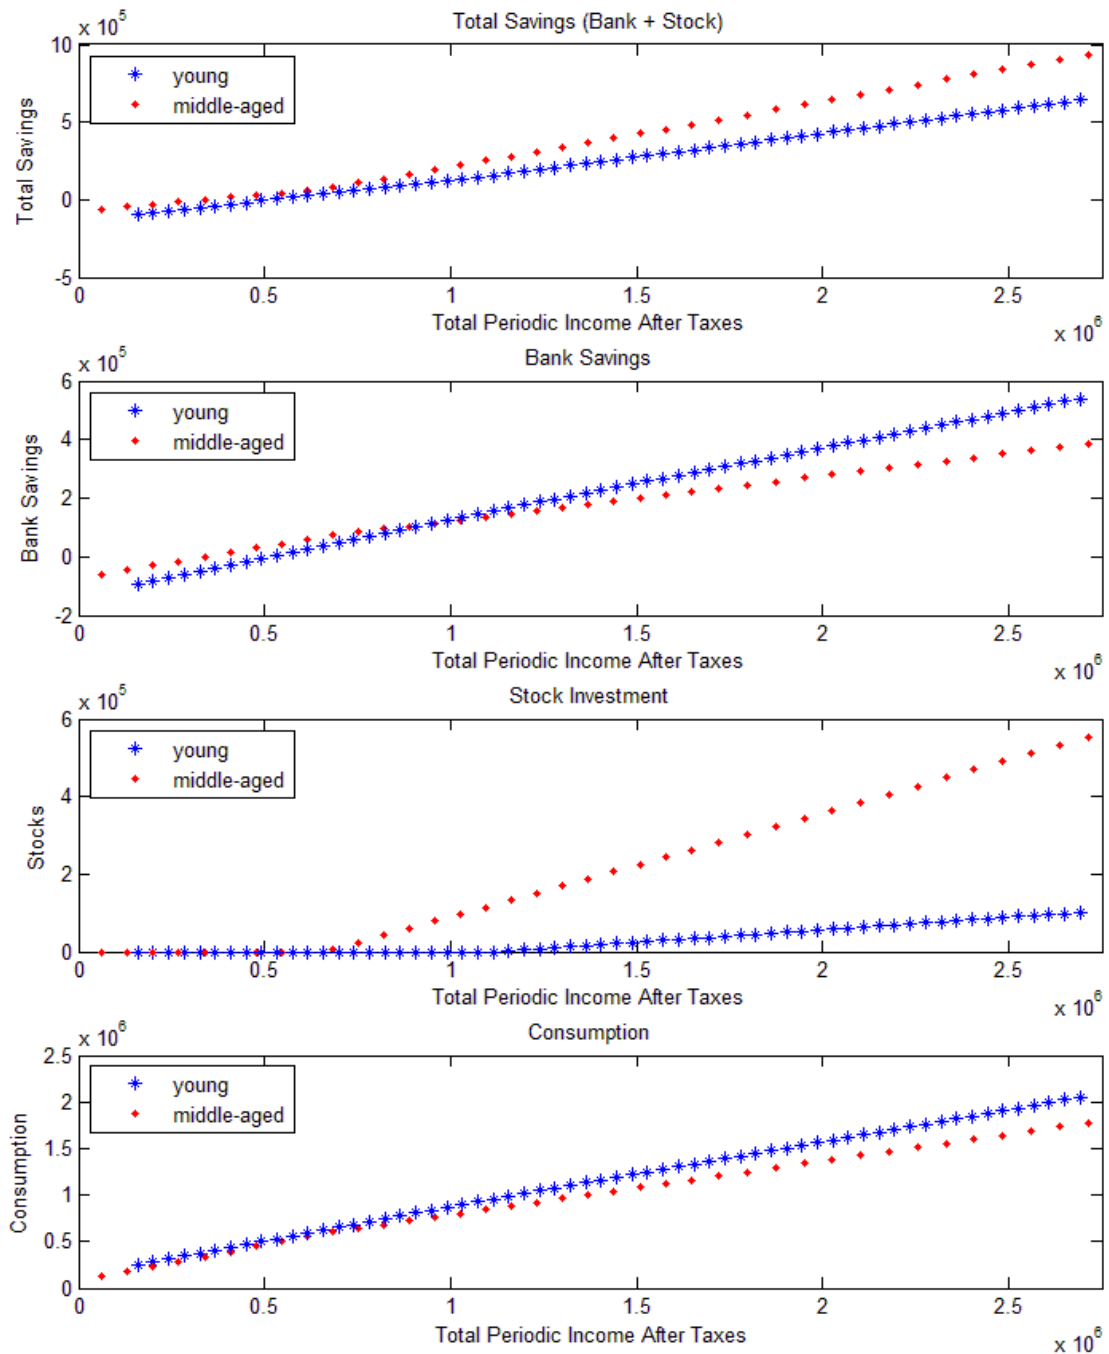 x 10^5
Total Savings (Bank + Stock)
10
5
0
-5
Total Savings
young
middle-aged
0 0.5 1 1.5 2 2.5
Total Periodic Income After Taxes
x 10^6
x 10^5
Bank Savings
6
4
2
0
-2
Bank Savings
young
middle-aged
0 0.5 1 1.5 2 2.5
Total Periodic Income After Taxes
x 10^6
x 10^5
Stock Investment
6
4
2
0
Stocks
young
middle-aged
0 0.5 1 1.5 2 2.5
Total Periodic Income After Taxes
x 10^6
x 10^6
Consumption
2.5
2
1.5
1
0.5
0
Consumption
young
middle-aged
0 0.5 1 1.5 2 2.5
Total Periodic Income After Taxes
x 10^6